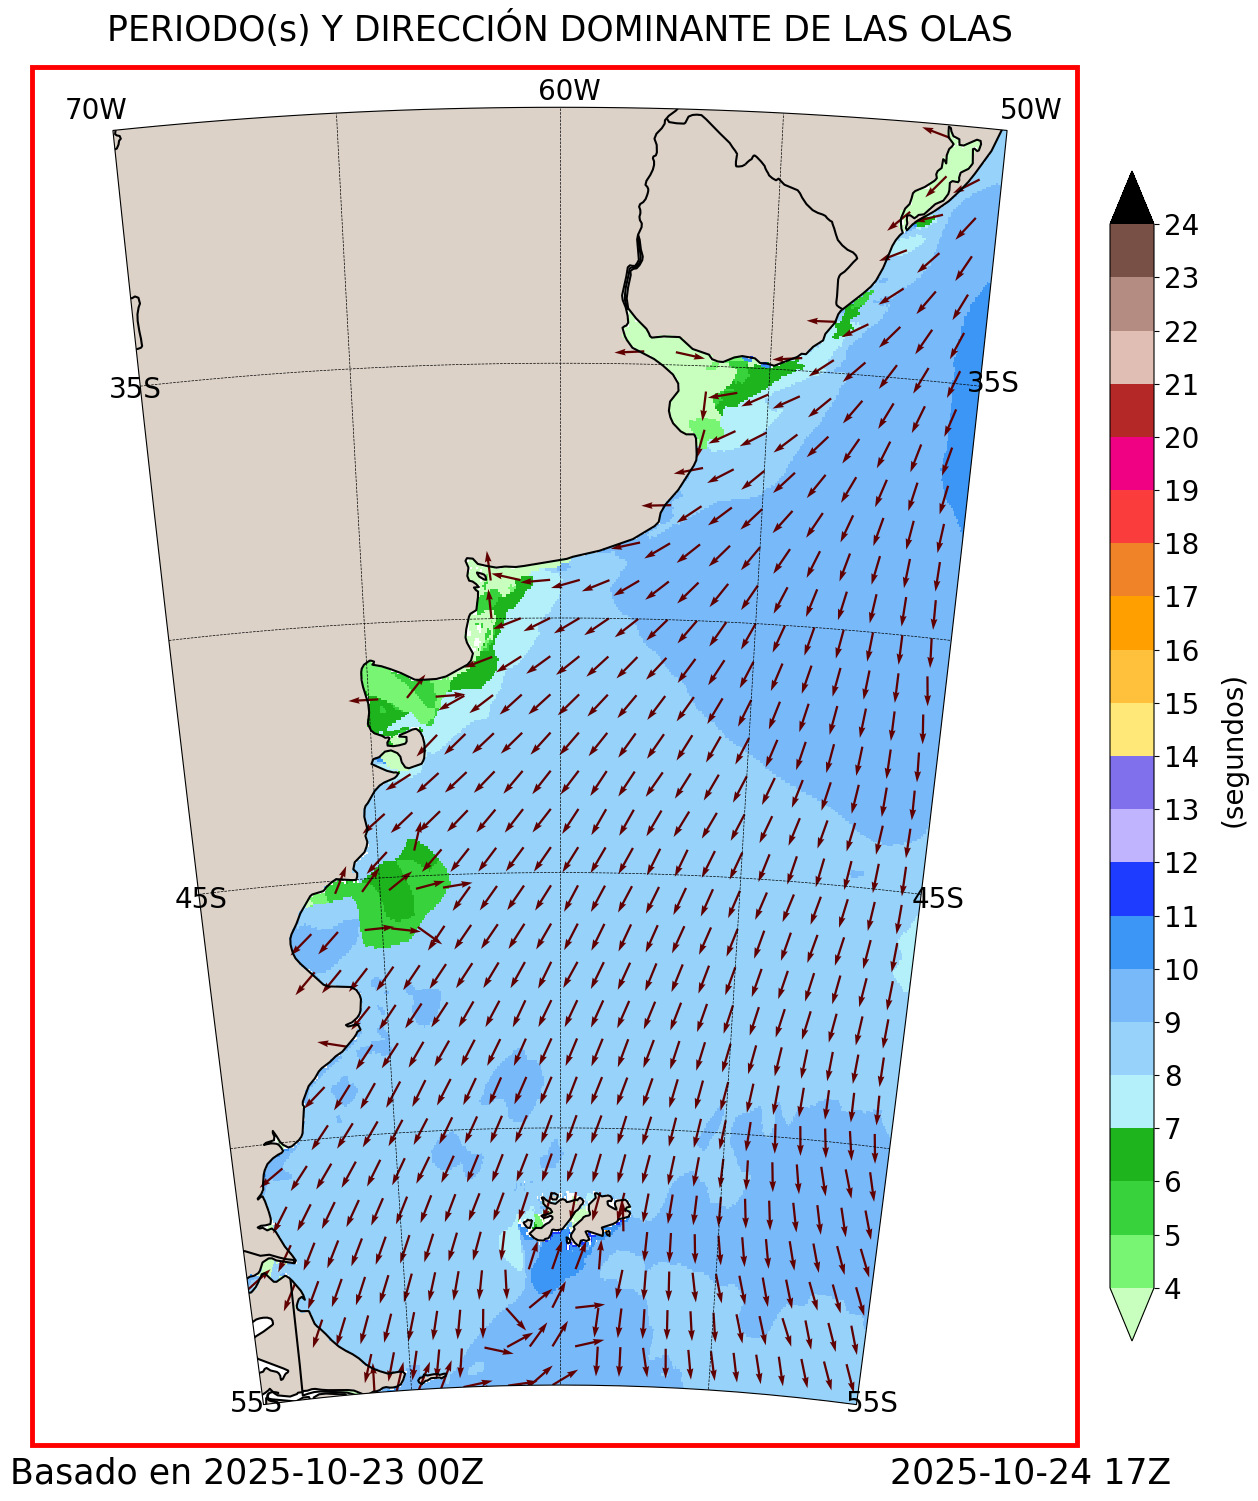 PERIODO(s) Y DIRECCIÓN DOMINANTE DE LAS OLAS
70W
60W
50W
35S
35S
45S
45S
55S
55S
24
23
22
21
20
19
18
17
16
15
14
13
12
11
10
9
8
7
6
5
4
(segundos)
Basado en 2025-10-23 00Z
2025-10-24 17Z